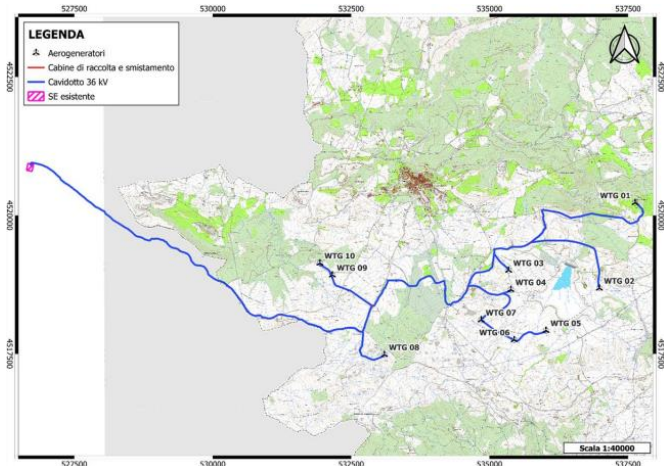 527500
530000
532500
535000
537500
LEGENDA
Aerogeneratori
Cabine di raccolta e smistamento
Cavidotto 36 kV
SE esistente
4522500
4522500
4520000
4520000
4517500
4517500
WTG 01
WTG 10
WTG 09
WTG 03
WTG 04
WTG 02
WTG 07
WTG 06
WTG 05
WTG 08
Scala 1:40000
527500
530000
532500
535000
537500